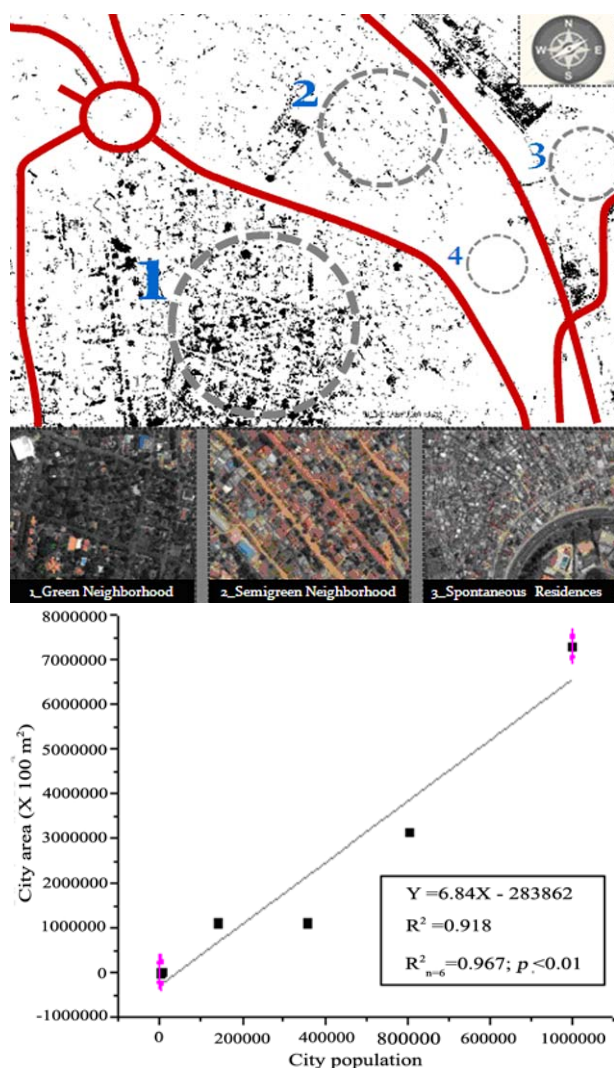 N
W E
S
2
3
4
1
1_Green Neighborhood
2_Semigreen Neighborhood
3_Spontaneous Residences
8000000
7000000
6000000
5000000
4000000
3000000
2000000
1000000
0
-1000000
City area (X 100 m²)
Y =6.84X - 283862
R² = 0.918
R²n=6=0.967; p <0.01
0 200000 400000 800000 600000 1000000
City population